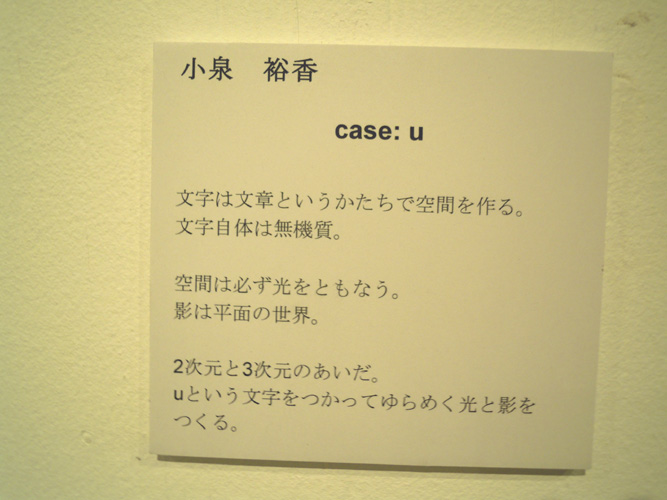 小泉　裕香
case: u
文字は文章というかたちで空間を作る。
文字自体は無機質。
空間は必ず光をともなう。
影は平面の世界。
2次元と3次元のあいだ。
uという文字をつかってゆらめく光と影を
つくる。